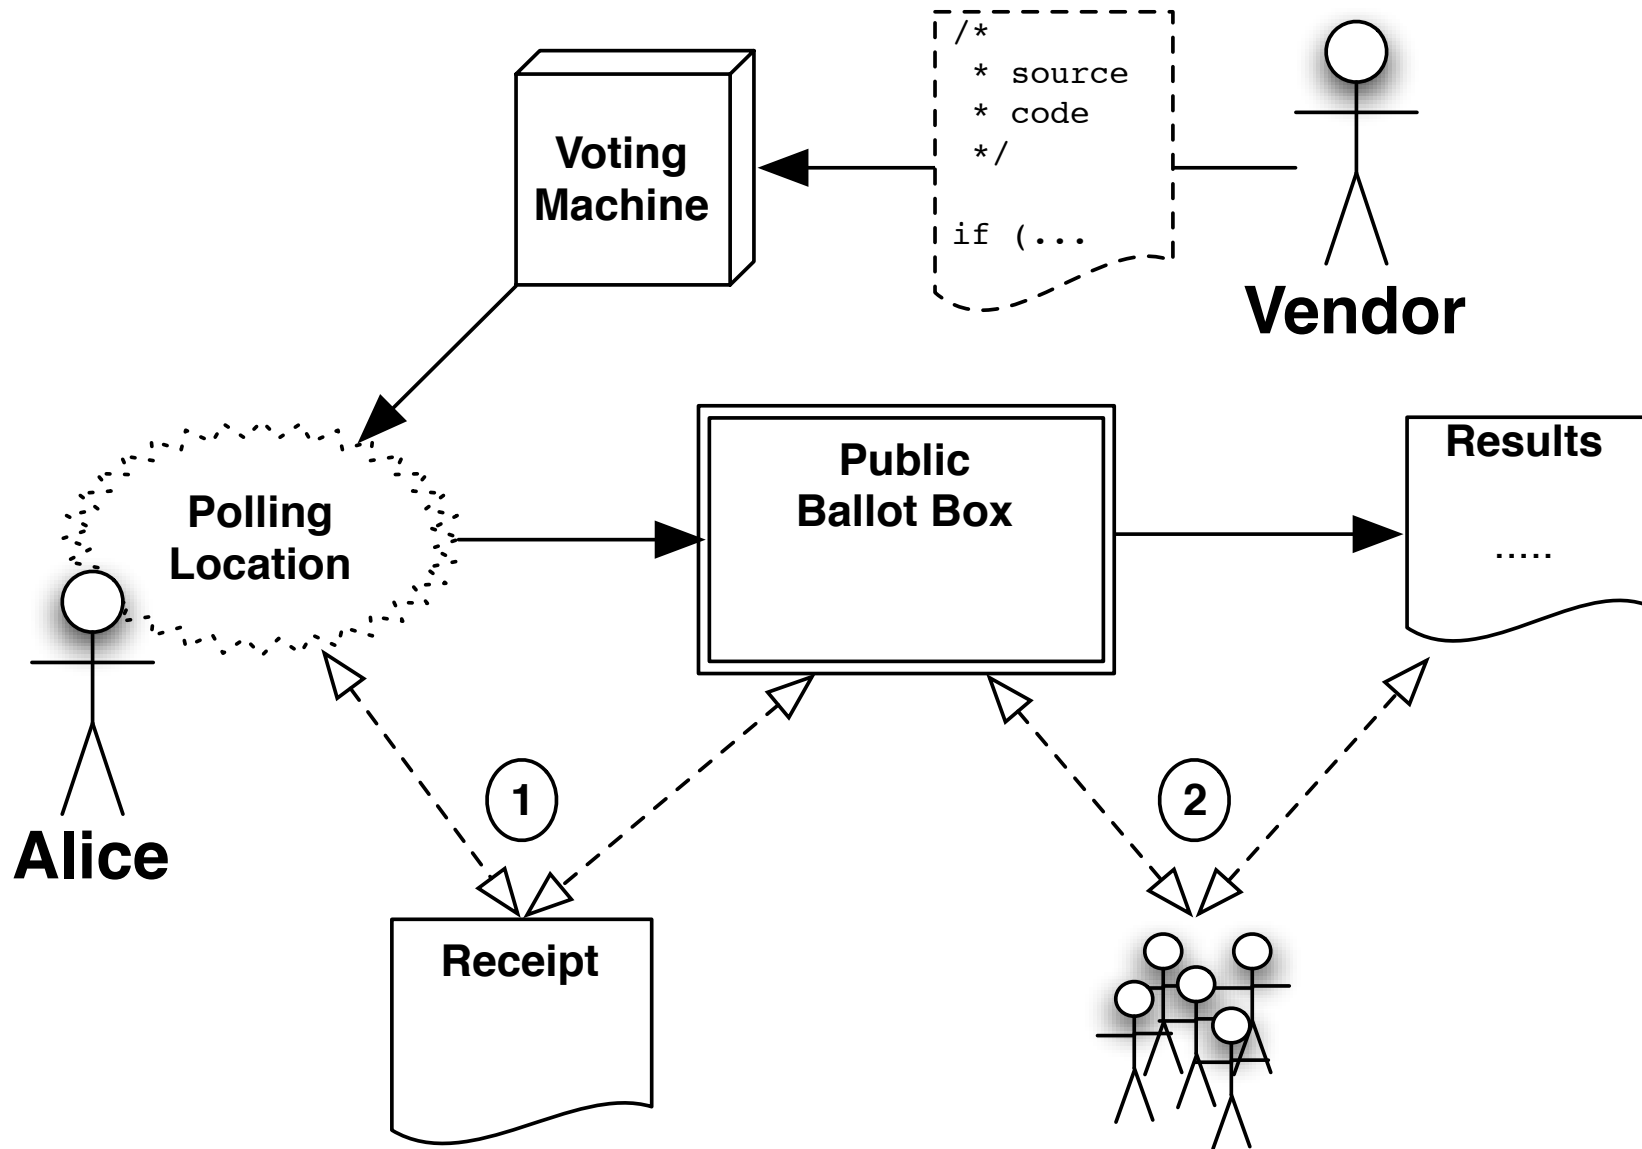 /*
* source
* code
*/
if (...
Voting
Machine
Vendor
Polling
Location
Public
Ballot Box
Results
.....
Alice
1
2
Receipt